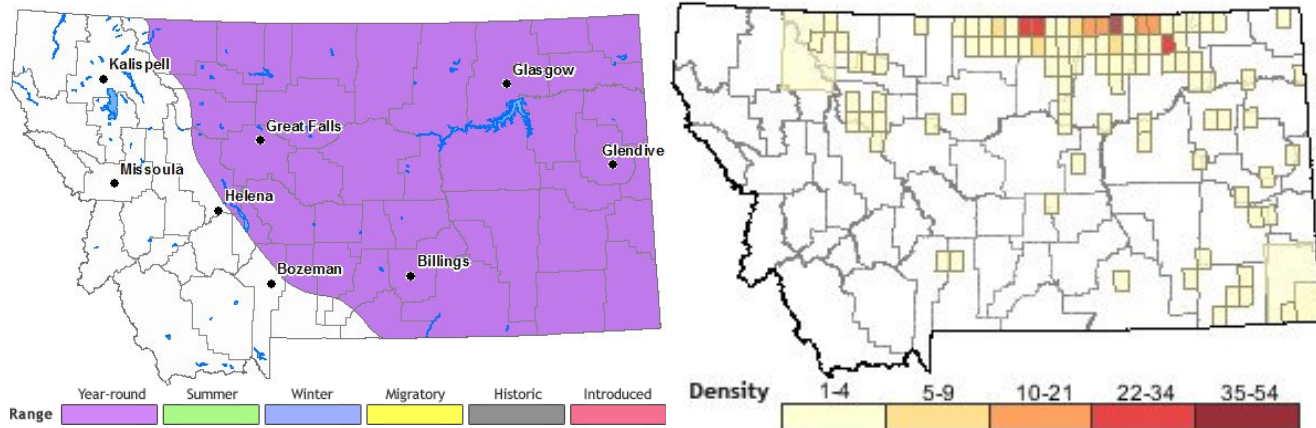 Kalispell
Glasgow
Great Falls
Glendive
Missoula
Helena
Bozeman
Billings
Range Year-round Summer Winter Migratory Historic Introduced
Density 1-4 5-9 10-21 22-34 35-54